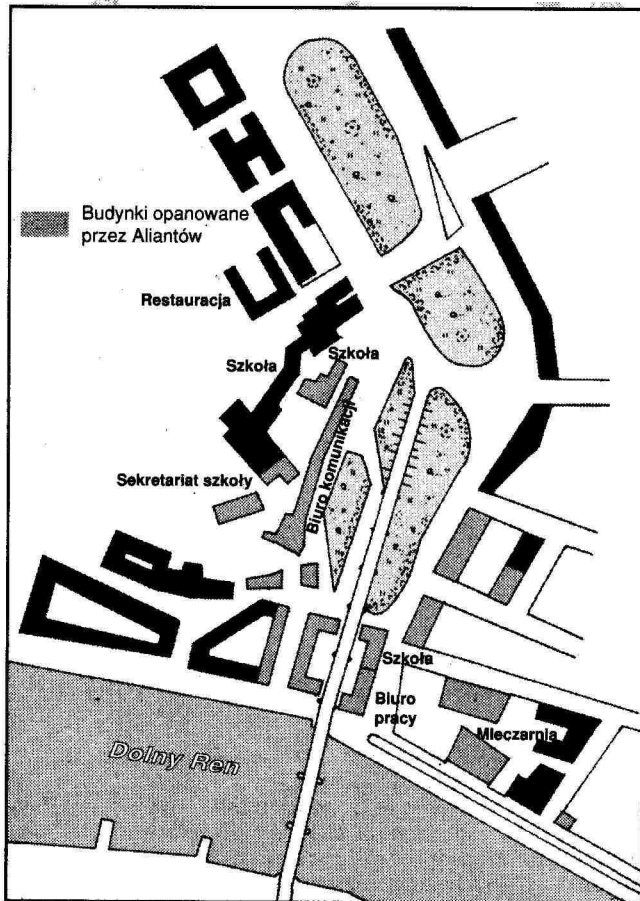 Budynki opanowane
przez Aliantów
Restauracja
Szkoła
Szkoła
Biuro komunikacji
Sekretariat szkoły
Szkoła
Biuro
pracy
Mleczarnia
Dolny Ren